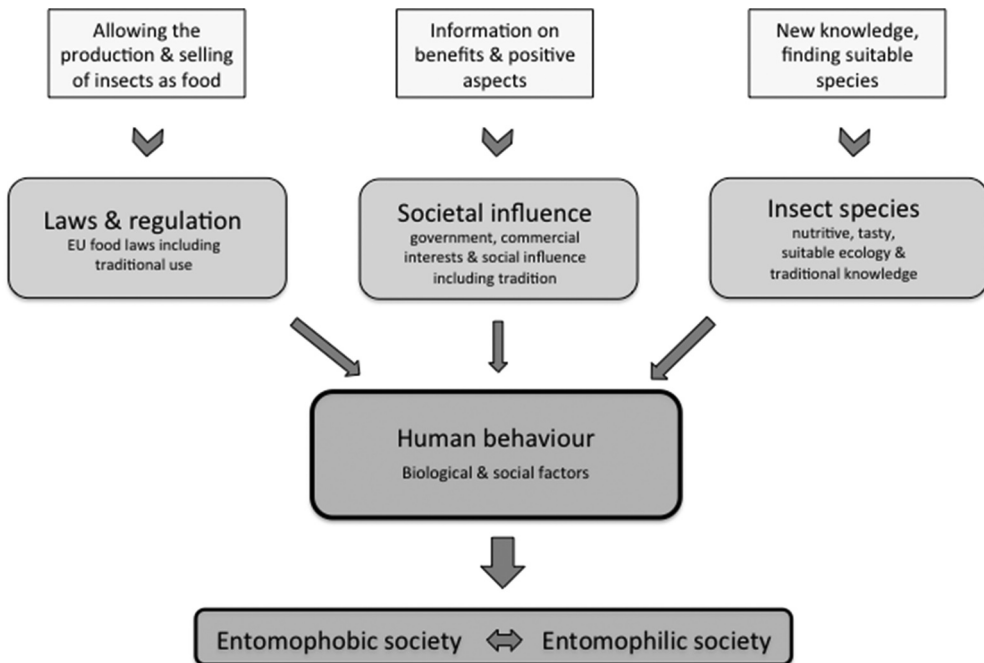 Allowing the
production & selling
of insects as food
Information on
benefits & positive
aspects
New knowledge,
finding suitable
species
Laws & regulation
EU food laws including
traditional use
Societal influence
government, commercial
interests & social influence
including tradition
Insect species
nutritive, tasty,
suitable ecology &
traditional knowledge
Human behaviour
Biological & social factors
Entomophobic society
Entomophilic society